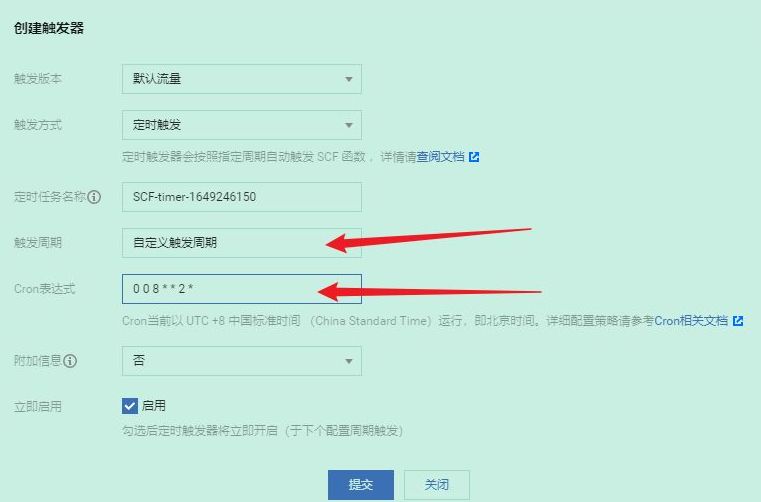 创建触发器
触发版本 默认流量
触发方式 定时触发
定时触发器会按照指定周期自动触发 SCF 函数，详情请查阅文档
定时任务名称 SCF-timer-1649246150
触发周期 自定义触发周期
Cron表达式 0 0 8 * * 2 *
Cron当前以 UTC +8 中国标准时间 （China Standard Time）运行，即北京时间。详细配置策略请参考Cron相关文档
附加信息 否
立即启用 启用
勾选后定时触发器将立即开启（于下个配置周期触发）
提交 关闭